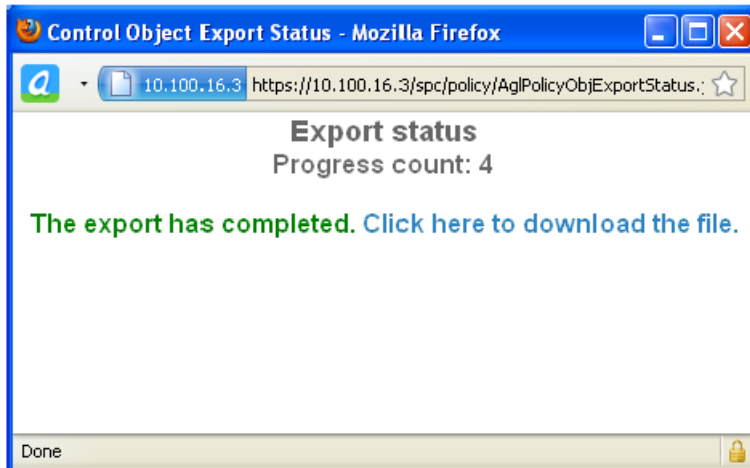 Control Object Export Status - Mozilla Firefox
10.100.16.3 https://10.100.16.3/spc/policy/AglPolicyObjExportStatus.
Export status
Progress count: 4
The export has completed. Click here to download the file.
Done